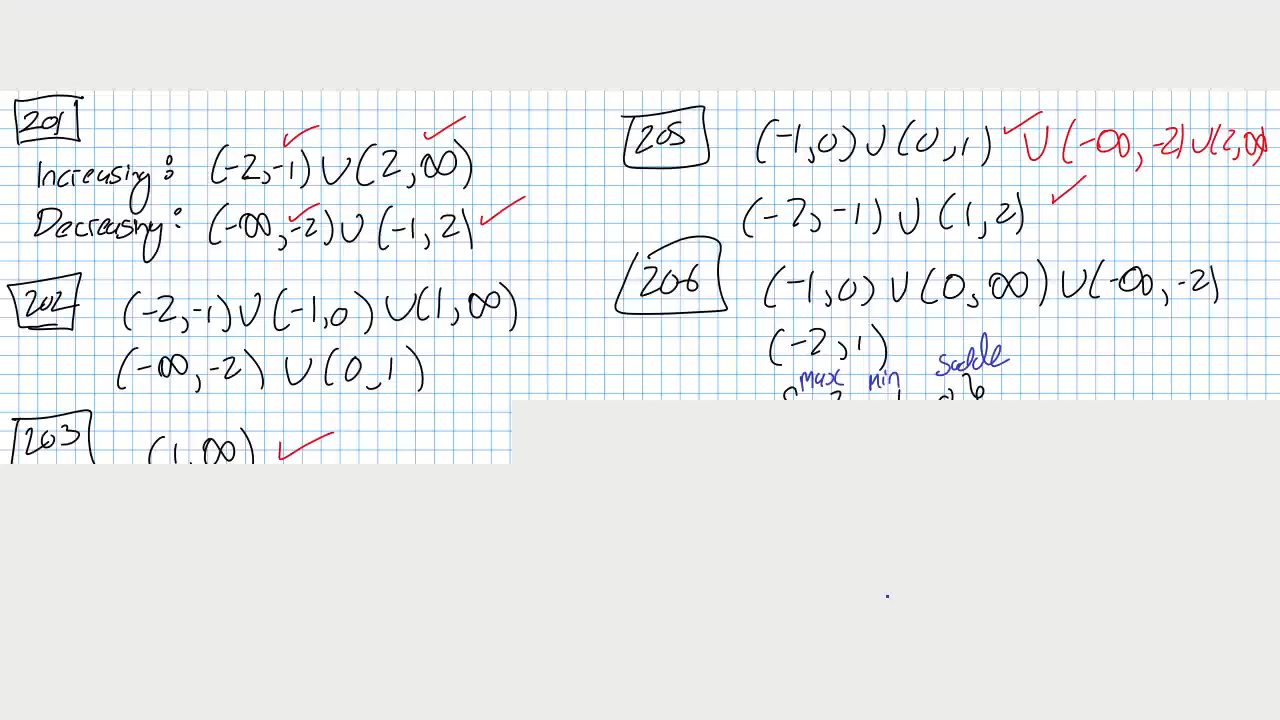 201
Increasing: (-2,-1) ∪ (2, ∞)
Decreasing: (-∞, -2) ∪ (-1, 2)
202
(-2,-1) ∪ (-1,0) ∪ (1, ∞)
(-∞, -2) ∪ (0, 1)
203
(1, ∞)
205
(-1,0) ∪ (0,1) ∪ (-∞, -2) ∪ (2, ∞)
(-2, -1) ∪ (1, 2)
206
(-1,0) ∪ (0, ∞) ∪ (-∞, -2)
(-2, 1)
max min saddle